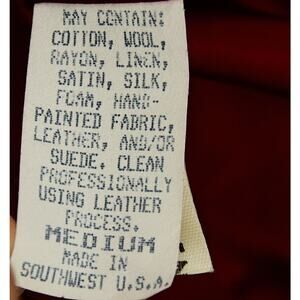 MAY CONTAIN:
COTTON, WOOL,
RAYON, LINEN,
SATIN, SILK,
FOAM, HAND-
PAINTED FABRIC,
LEATHER, AND/OR
SUEDE. CLEAN
PROFESSIONALLY
USING LEATHER
PROCESS.
MEDIUM
MADE IN
SOUTHWEST U.S.A.